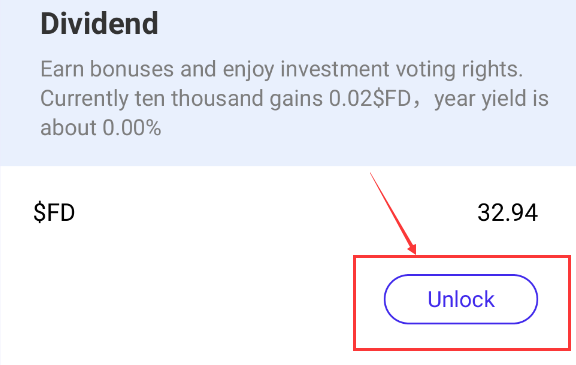 Dividend
Earn bonuses and enjoy investment voting rights.
Currently ten thousand gains 0.02$FD，year yield is
about 0.00%
$FD 32.94
Unlock